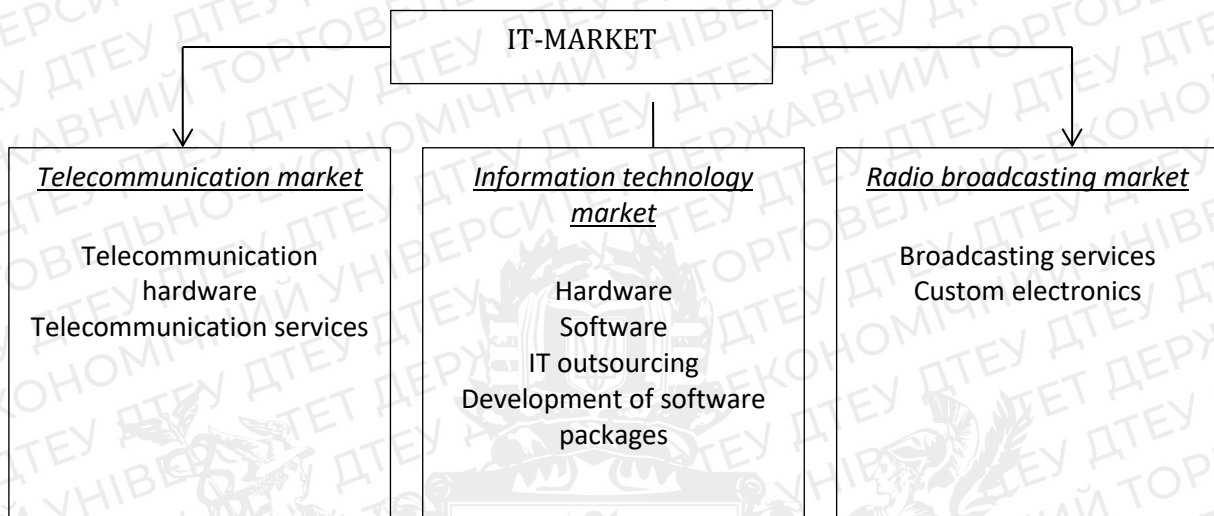 IT-MARKET
Telecommunication market
Telecommunication
hardware
Telecommunication services
Information technology
market
Hardware
Software
IT outsourcing
Development of software
packages
Radio broadcasting market
Broadcasting services
Custom electronics